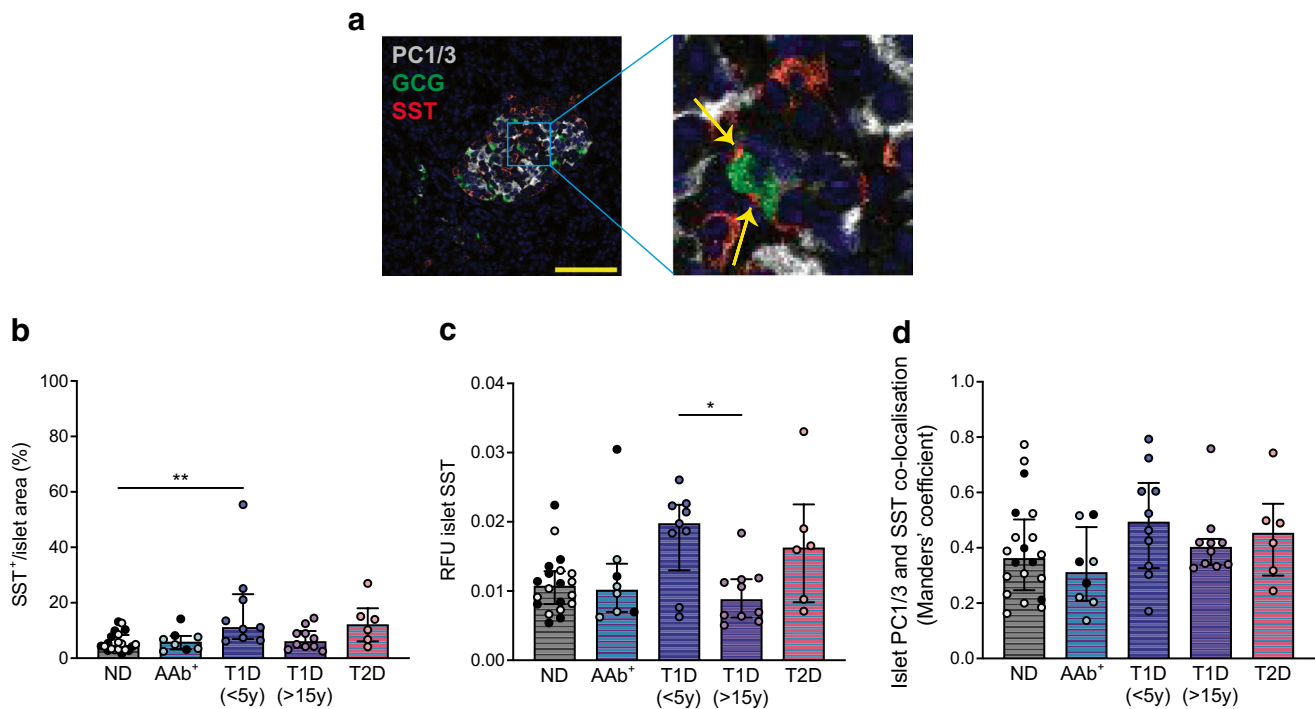 a
PC1/3
GCG
SST
b
SST⁺/islet area (%)
100
80
60
40
20
0
**
ND
AAb⁺
T1D
(<5y)
T1D
(>15y)
T2D
c
RFU islet SST
0.04
0.03
0.02
0.01
0.00
*
ND
AAb⁺
T1D
(<5y)
T1D
(>15y)
T2D
d
Islet PC1/3 and SST co-localisation
(Manders' coefficient)
1.0
0.8
0.6
0.4
0.2
0.0
ND
AAb⁺
T1D
(<5y)
T1D
(>15y)
T2D